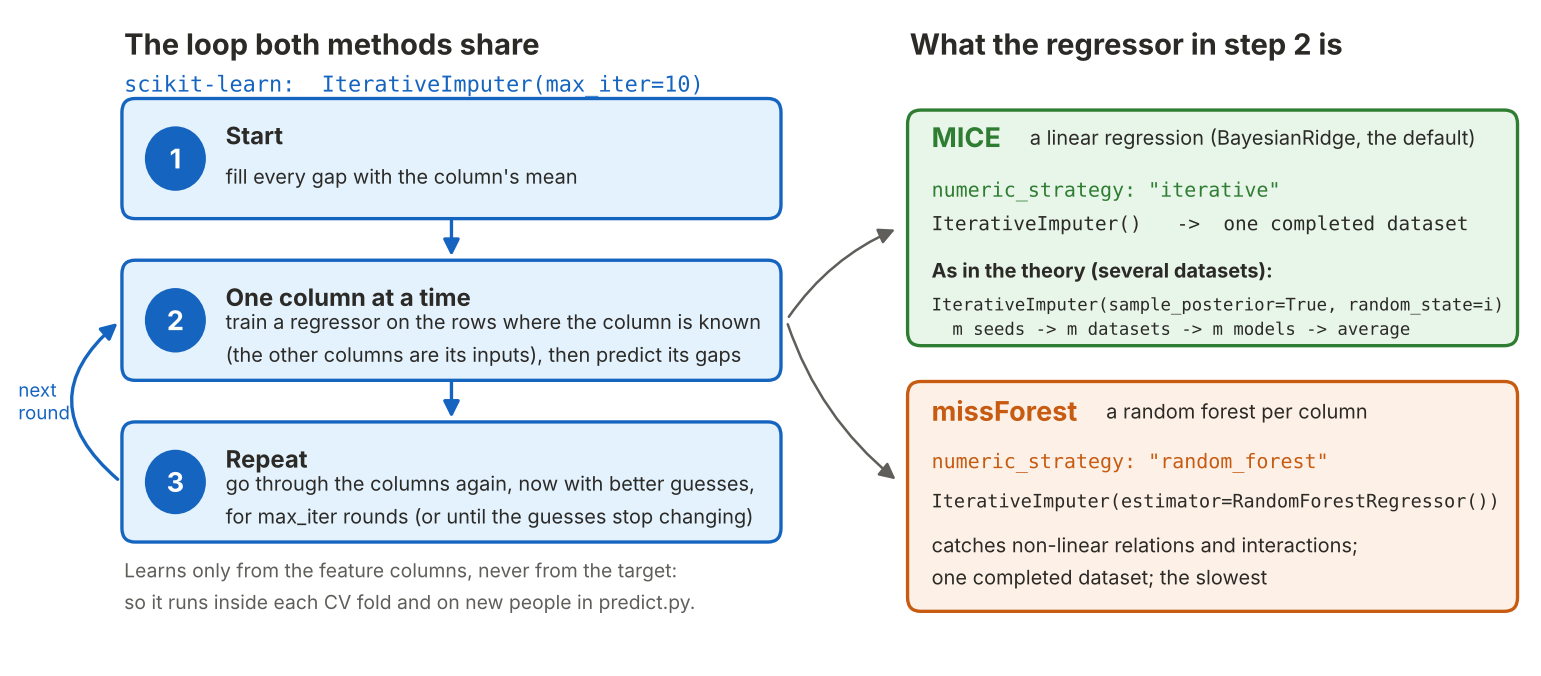 The loop both methods share
scikit-learn:  IterativeImputer(max_iter=10)
1
Start
fill every gap with the column's mean
2
One column at a time
train a regressor on the rows where the column is known
(the other columns are its inputs), then predict its gaps
next
round
3
Repeat
go through the columns again, now with better guesses,
for max_iter rounds (or until the guesses stop changing)
Learns only from the feature columns, never from the target:
so it runs inside each CV fold and on new people in predict.py.
What the regressor in step 2 is
MICE a linear regression (BayesianRidge, the default)
numeric_strategy: "iterative"
IterativeImputer()   ->  one completed dataset
As in the theory (several datasets):
IterativeImputer(sample_posterior=True, random_state=i)
m seeds -> m datasets -> m models -> average
missForest a random forest per column
numeric_strategy: "random_forest"
IterativeImputer(estimator=RandomForestRegressor())
catches non-linear relations and interactions;
one completed dataset; the slowest